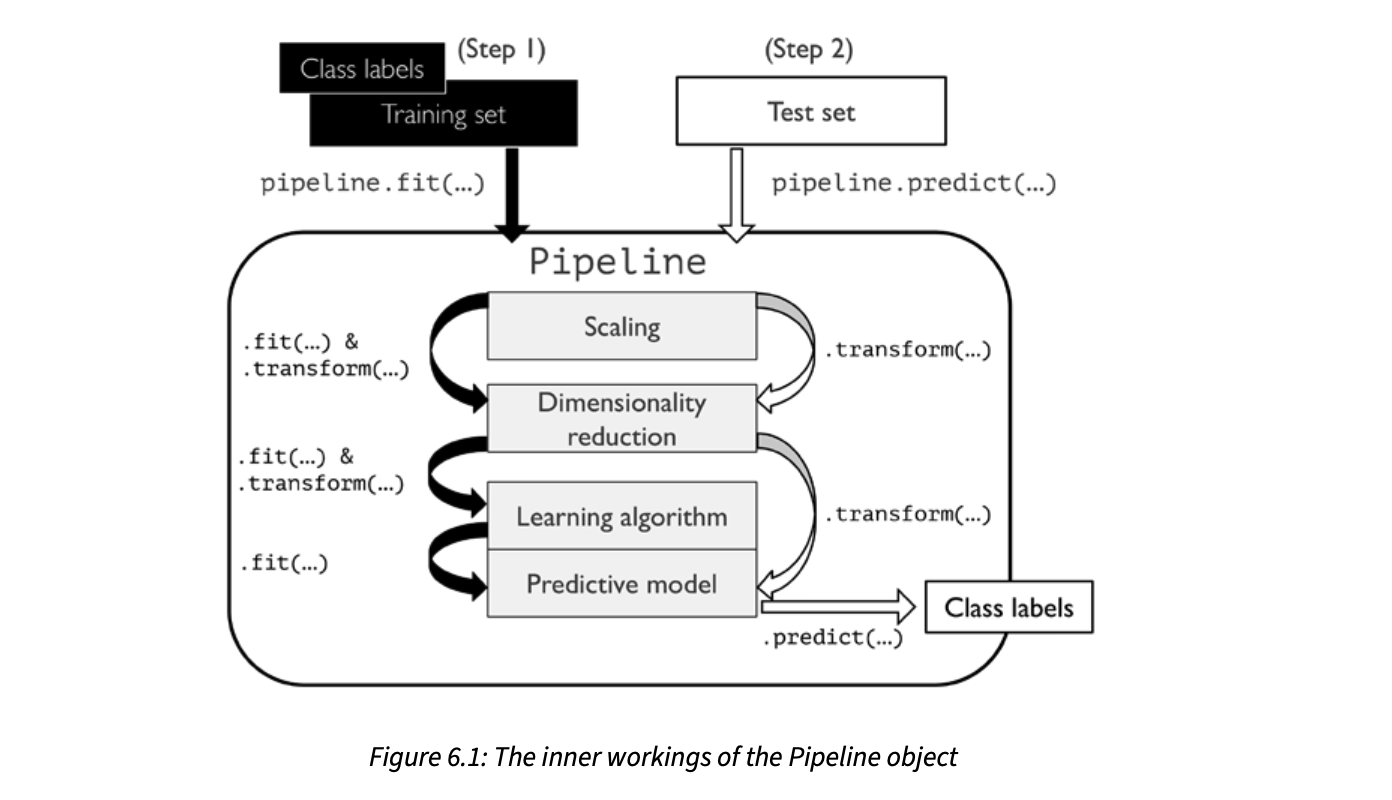 (Step 1)
(Step 2)
Class labels
Training set
Test set
pipeline.fit(…)
pipeline.predict(…)
Pipeline
Scaling
.fit(…) &
.transform(…)
.transform(…)
Dimensionality
reduction
.fit(…) &
.transform(…)
Learning algorithm
.transform(…)
.fit(…)
Predictive model
Class labels
.predict(…)
Figure 6.1: The inner workings of the Pipeline object